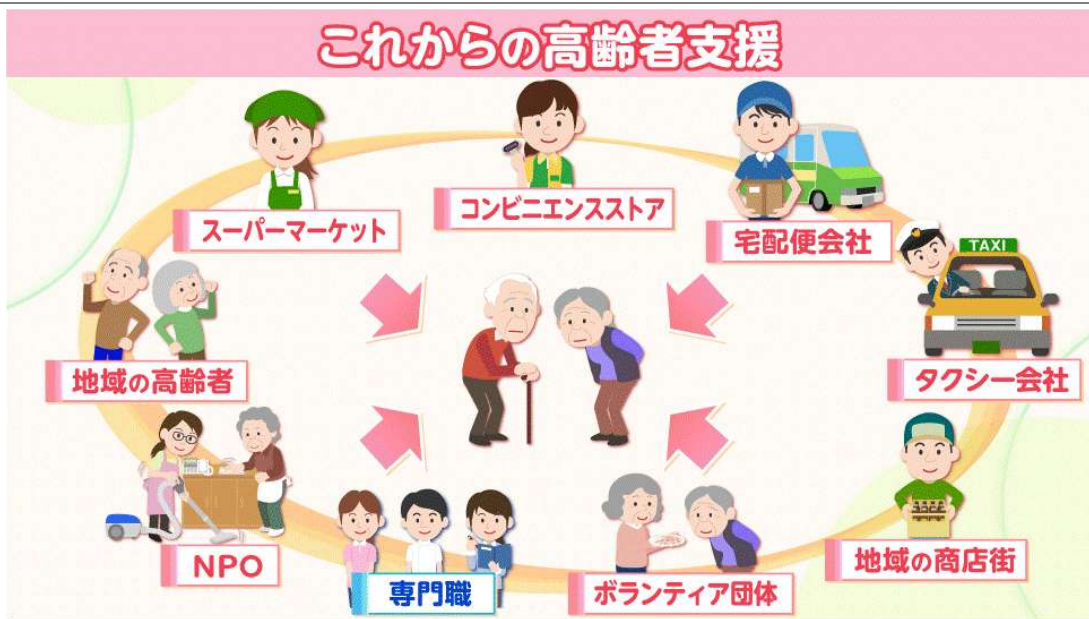 これからの高齢者支援
スーパーマーケット
コンビニエンスストア
宅配便会社
TAXI
地域の高齢者
タクシー会社
NPO
専門職
ボランティア団体
地域の商店街